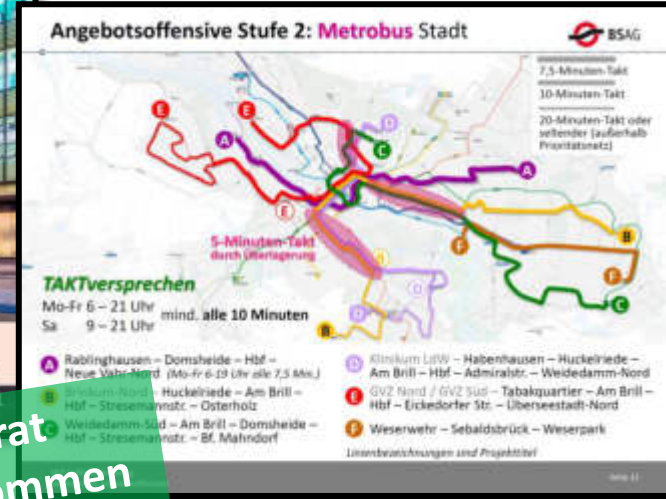 Angebotsoffensive Stufe 2: Metrobus Stadt
BSAG
7,5-Minuten-Takt
10-Minuten-Takt
20-Minuten-Takt oder
seltender (außerhalb
Prioritätsnetz)
E
E
D
A
C
A
E
5-Minuten-Takt
durch Überlagerung
B
F
B
D
F
D
C
B
TAKTversprechen
Mo-Fr 6 – 21 Uhr
Sa 9 – 21 Uhr
mind. alle 10 Minuten
A Rablinghausen – Domsheide – Hbf –
Neue Vahr-Nord (Mo-Fr 6-19 Uhr alle 7,5 Min.)
B Brinkum-Nord – Huckelriede – Am Brill –
Hbf – Stresemannstr. – Osterholz
C Weidedamm-Süd – Am Brill – Domsheide –
Hbf – Stresemannstr. – Bf. Mahndorf
D Klinikum LdW – Habenhausen – Huckelriede –
Am Brill – Hbf – Admiralstr. – Weidedamm-Nord
E GVZ Nord / GVZ Süd – Tabakquartier – Am Brill –
Hbf – Eickedorfer Str. – Überseestadt-Nord
F Weserwehr – Sebaldsbrück – Weserpark
Linienbezeichnungen sind Projekttitel
rat
ommen